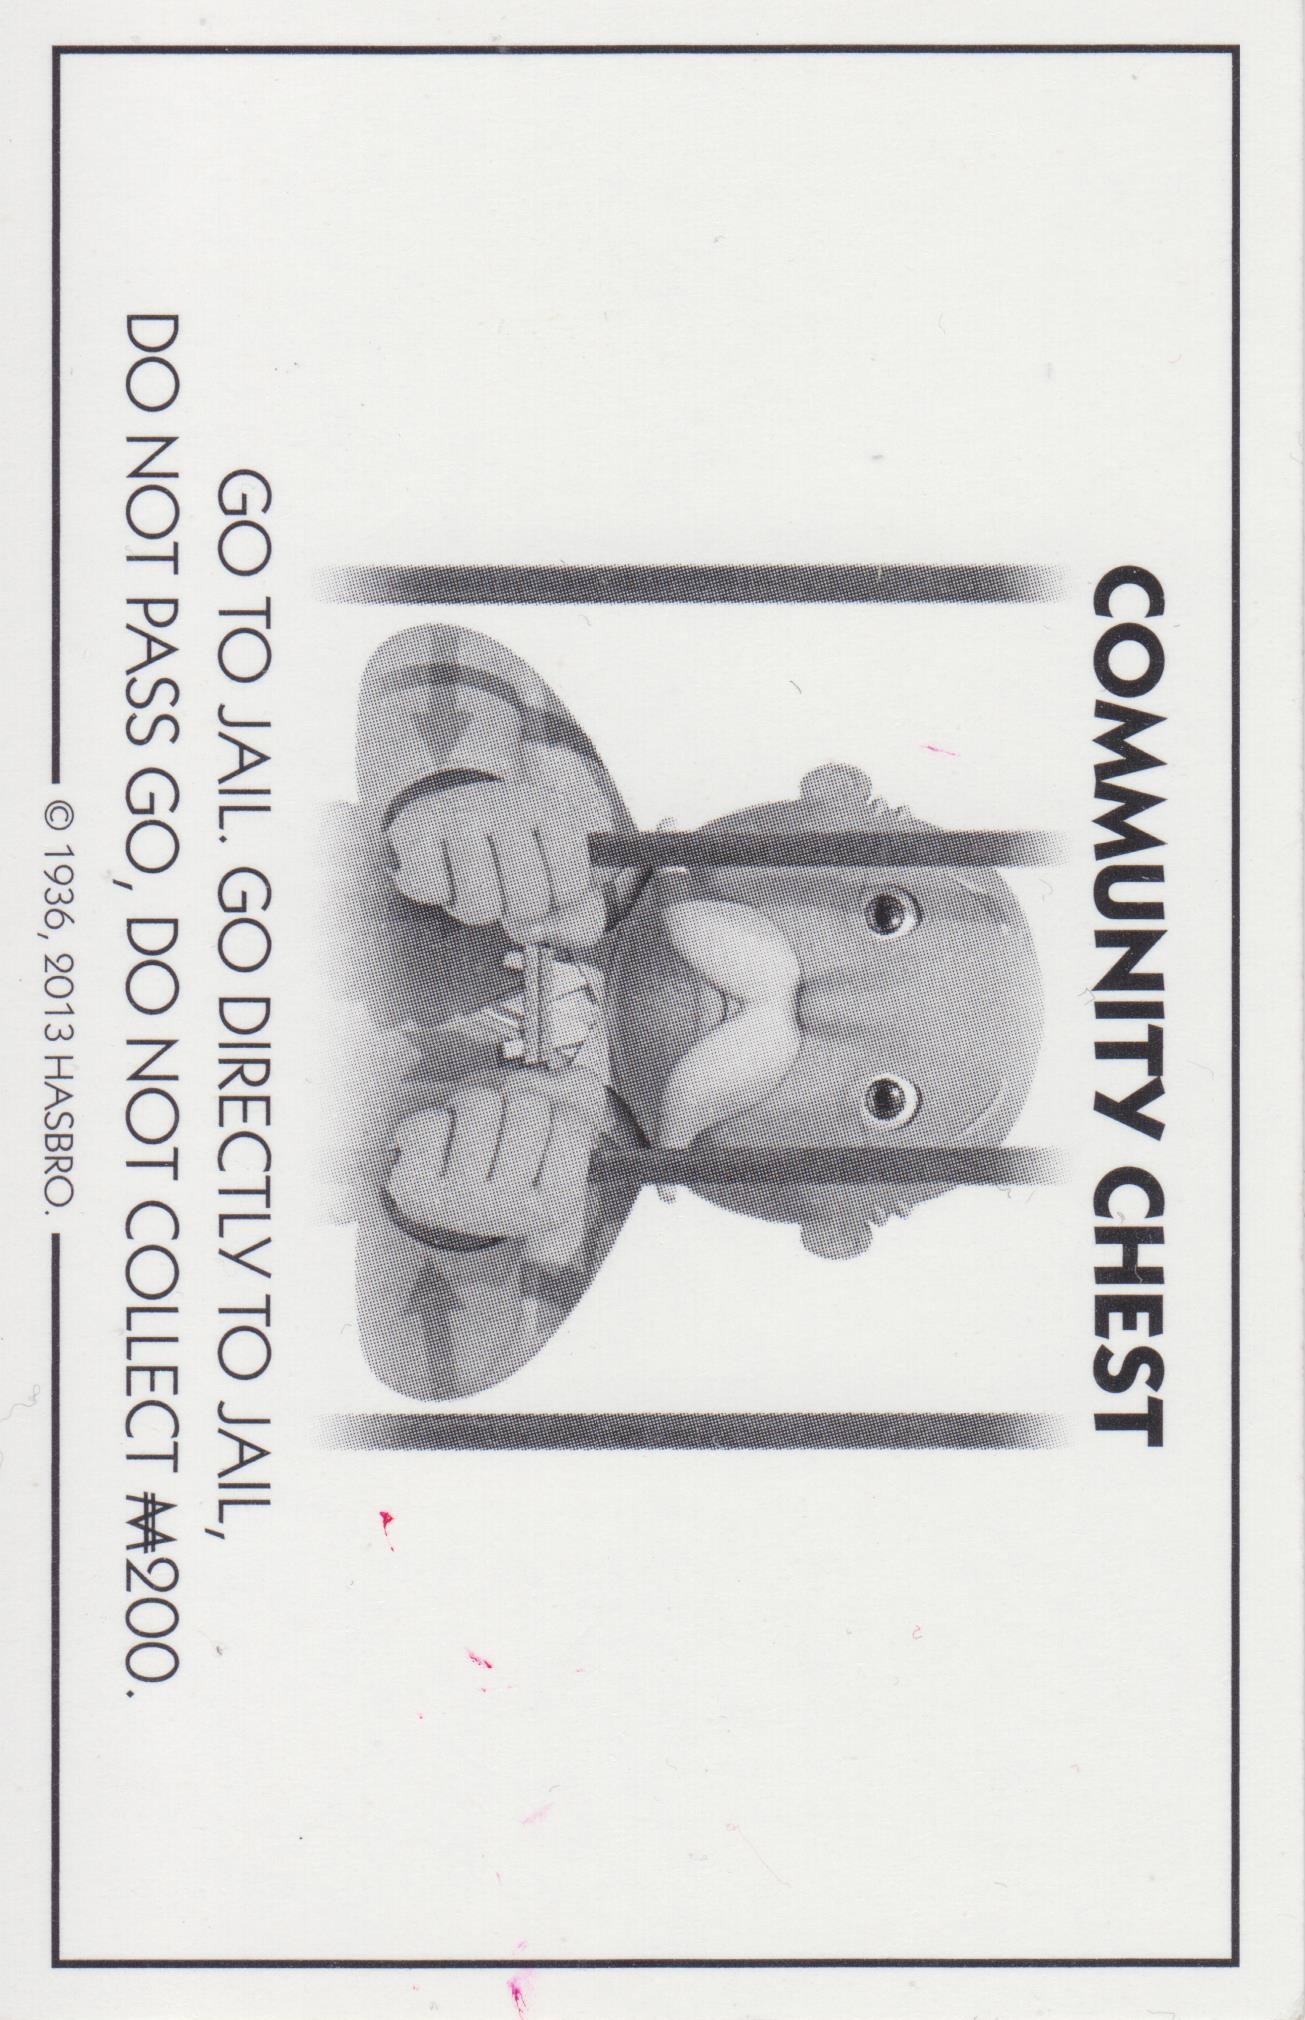 COMMUNITY CHEST
GO TO JAIL. GO DIRECTLY TO JAIL,
DO NOT PASS GO, DO NOT COLLECT ₩200.
© 1936, 2013 HASBRO.